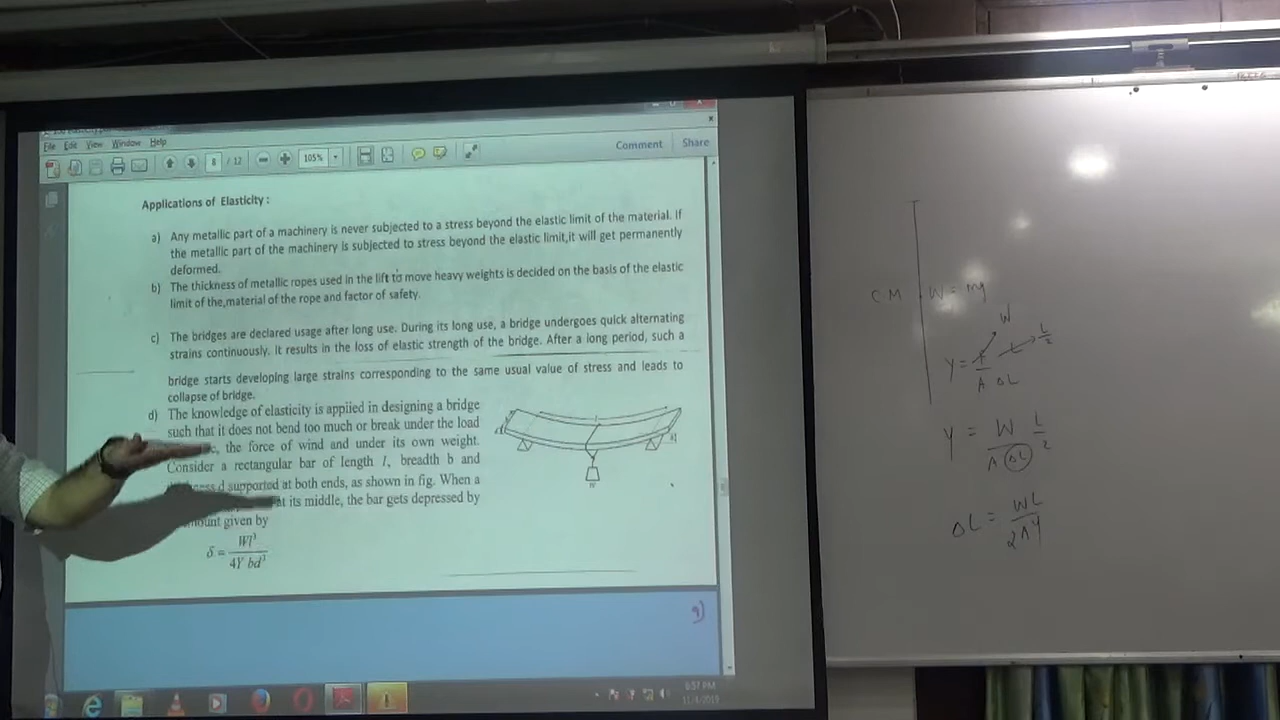 File Edit View Window Help
8 / 12
105%
Comment
Share
Applications of Elasticity :
a) Any metallic part of a machinery is never subjected to a stress beyond the elastic limit of the material. If
the metallic part of the machinery is subjected to stress beyond the elastic limit,it will get permanently
deformed.
b) The thickness of metallic ropes used in the lift to move heavy weights is decided on the basis of the elastic
limit of the,material of the rope and factor of safety.
c) The bridges are declared usage after long use. During its long use, a bridge undergoes quick alternating
strains continuously. It results in the loss of elastic strength of the bridge. After a long period, such a
bridge starts developing large strains corresponding to the same usual value of stress and leads to
collapse of bridge.
d) The knowledge of elasticity is applied in designing a bridge
such that it does not bend too much or break under the load
the force of wind and under its own weight.
Consider a rectangular bar of length l, breadth b and
d supported at both ends, as shown in fig. When a
at its middle, the bar gets depressed by
given by
δ = Wl³ / 4Y bd³
W
6:57 PM
11/4/2019
C.M W = mg
W
Y = F L L/2
A ΔL
Y = W L
A ΔL 2
ΔL = WL
2AY